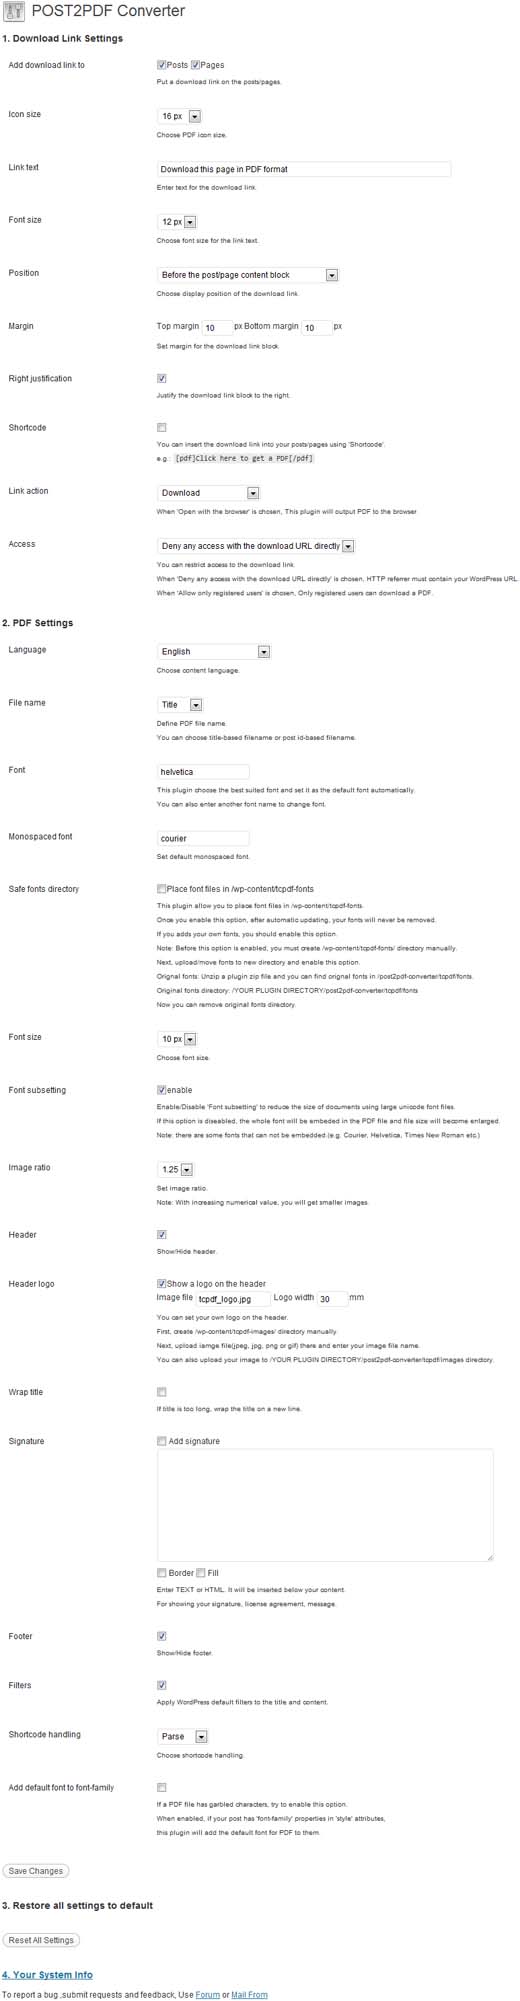 POST2PDF Converter
1. Download Link Settings
Add download link to Posts Pages
Put a download link on the posts/pages.
Icon size 16 px
Choose PDF icon size.
Link text Download this page in PDF format
Enter text for the download link.
Font size 12 px
Choose font size for the link text.
Position Before the post/page content block
Choose display position of the download link
Margin Top margin 10 px Bottom margin 10 px
Set margin for the download link block.
Right justification
Justify the download link block to the right.
Shortcode
You can insert the download link into your posts/pages using 'Shortcode'.
e.g.: [pdf]Click here to get a PDF[/pdf]
Link action Download
When 'Open with the browser' is chosen, This plugin will output PDF to the browser
Access Deny any access with the download URL directly
You can restrict access to the download link.
When 'Deny any access with the download URL directly' is chosen, HTTP referrer must contain your WordPress URL.
When 'Allow only registered users' is chosen, Only registered users can download a PDF.
2. PDF Settings
Language English
Choose content language.
File name Title
Define PDF file name.
You can choose title-based filename or post id-based filename.
Font helvetica
This plugin choose the best suited font and set it as the default font automatically.
You can also enter another font name to change font.
Monospaced font courier
Set default monospaced font.
Safe fonts directory Place font files in /wp-content/tcpdf-fonts
This plugin allow you to place font files in /wp-content/tcpdf-fonts.
Once you enable this option, after automatic updating, your fonts will never be removed.
If you adds your own fonts, you should enable this option.
Note: Before this option is enabled, you must create /wp-content/tcpdf-fonts/ directory manually.
Next, upload/move fonts to new directory and enable this option.
Orignal fonts: Unzip a plugin zip file and you can find orignal fonts in /post2pdf-converter/tcpdf/fonts.
Original fonts directory: /YOUR PLUGIN DIRECTORY/post2pdf-converter/tcpdf/fonts
Now you can remove original fonts directory.
Font size 10 px
Choose font size.
Font subsetting enable
Enable/Disable 'Font subsetting' to reduce the size of documents using large unicode font files.
If this option is diseabled, the whole font will be embeded in the PDF file and file size will become enlarged.
Note: there are some fonts that can not be embedded.(e.g. Courier, Helvetica, Times New Roman etc.)
Image ratio 1.25
Set image ratio.
Note: With increasing numerical value, you will get smaller images.
Header
Show/Hide header.
Header logo Show a logo on the header
Image file tcpdf_logo.jpg Logo width 30 mm
You can set your own logo on the header.
First, create /wp-content/tcpdf-images/ directory manually.
Next, upload iamge file(jpeg, jpg, png or gif) there and enter your image file name.
You can also upload your image to /YOUR PLUGIN DIRECTORY/post2pdf-converter/tcpdf/images directory.
Wrap title
If title is too long, wrap the title on a new line.
Signature Add signature
Border Fill
Enter TEXT or HTML. It will be inserted below your content.
For showing your signature, license agreement, message.
Footer
Show/Hide footer.
Filters
Apply WordPress default filters to the title and content.
Shortcode handling Parse
Choose shortcode handling.
Add default font to font-family
If a PDF file has garbled characters, try to enable this option.
When enabled, if your post has 'font-family' properties in 'style' attributes,
this plugin will add the default font for PDF to them.
Save Changes
3. Restore all settings to default
Reset All Settings
4. Your System Info
To report a bug ,submit requests and feedback, Use Forum or Mail From